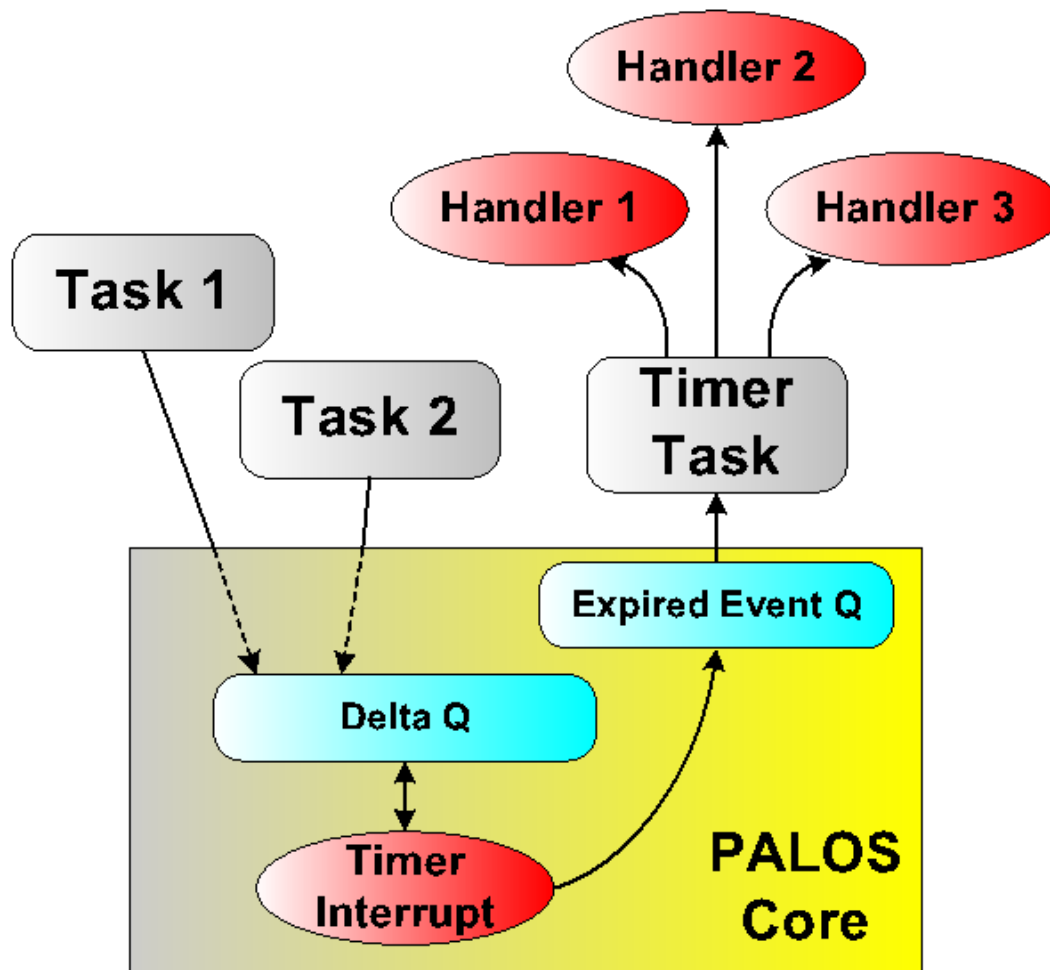 Handler 2
Handler 1
Handler 3
Task 1
Task 2
Timer
Task
Expired Event Q
Delta Q
Timer
Interrupt
PALOS
Core